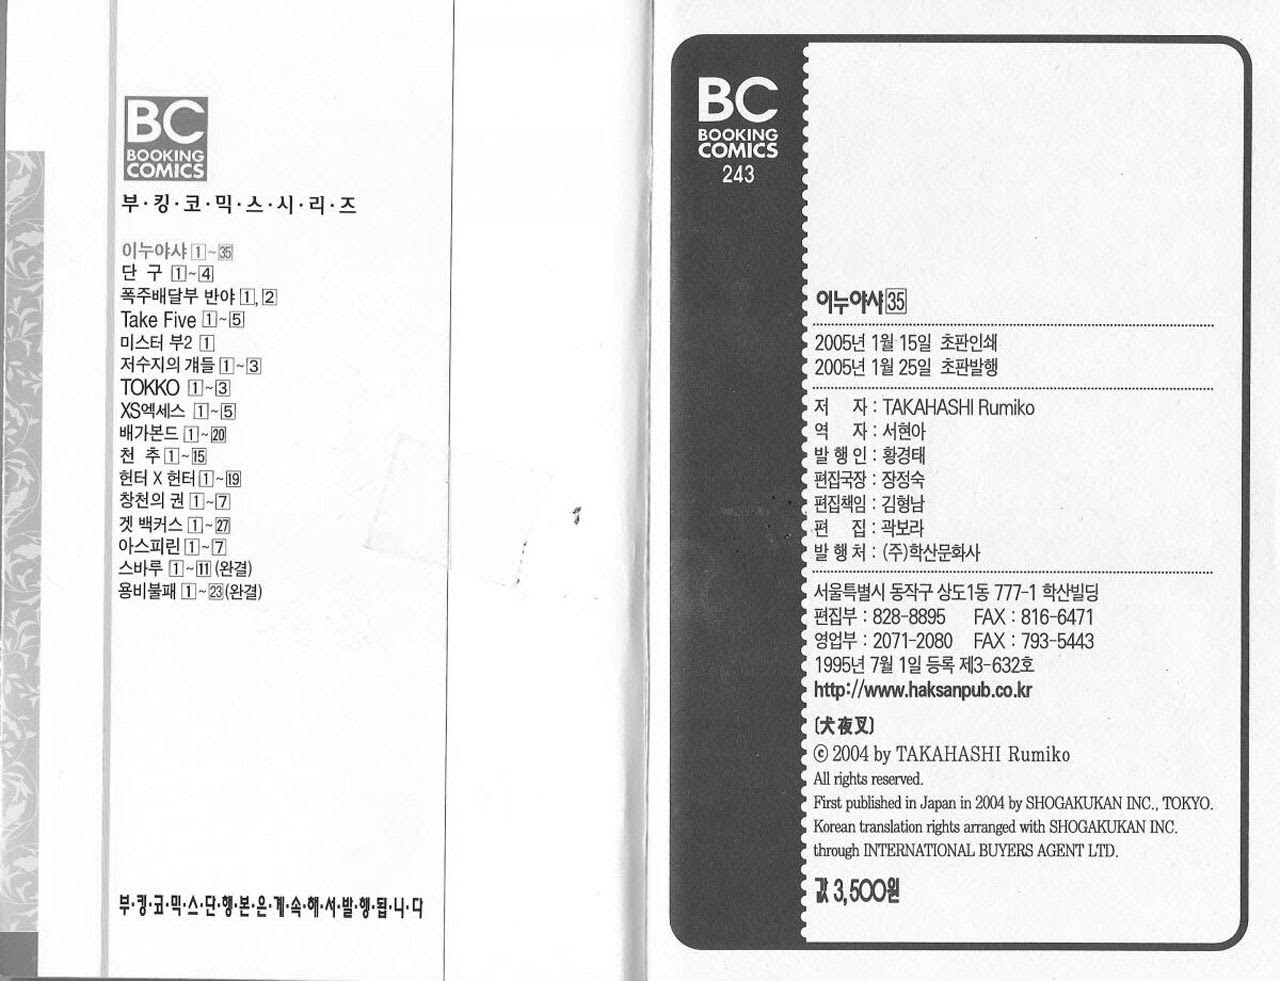 BC
BOOKING
COMICS
부·킹·코·믹·스·시·리·즈
이누야샤 1~35
단 구 1~4
폭주배달부 반야 1, 2
Take Five 1~5
미스터 부2 1
저수지의 걔들 1~3
TOKKO 1~3
XS엑세스 1~5
배가본드 1~20
천 추 1~15
헌터 X 헌터 1~19
창천의 권 1~7
겟 백커스 1~27
아스피린 1~7
스바루 1~11 (완결)
용비불패 1~23 (완결)
부·킹·코·믹·스·단·행·본·은·계·속·해·서·발·행·됩·니·다
BC
BOOKING
COMICS
243
이누야샤 35
2005년 1월 15일 초판인쇄
2005년 1월 25일 초판발행
저 자 : TAKAHASHI Rumiko
역 자 : 서현아
발 행 인 : 황경태
편집국장 : 장정숙
편집책임 : 김형남
편 집 : 곽보라
발 행 처 : (주)학산문화사
서울특별시 동작구 상도1동 777-1 학산빌딩
편집부 : 828-8895 FAX : 816-6471
영업부 : 2071-2080 FAX : 793-5443
1995년 7월 1일 등록 제3-632호
http://www.haksanpub.co.kr
〔犬夜叉〕
ⓒ 2004 by TAKAHASHI Rumiko
All rights reserved.
First published in Japan in 2004 by SHOGAKUKAN INC., TOKYO.
Korean translation rights arranged with SHOGAKUKAN INC.
through INTERNATIONAL BUYERS AGENT LTD.
값 3,500원